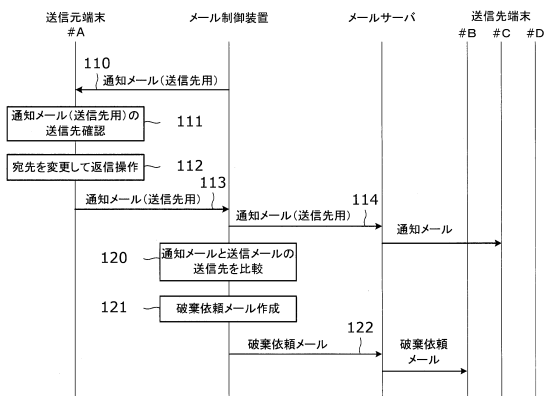 送信元端末
#A
メール制御装置
メールサーバ
送信先端末
#B
#C
#D
110
通知メール(送信先用)
通知メール(送信先用)の
送信先確認
111
宛先を変更して返信操作
112
通知メール(送信先用)
113
通知メール(送信先用)
114
通知メール
120
通知メールと送信メールの
送信先を比較
121
破棄依頼メール作成
破棄依頼メール
122
破棄依頼
メール